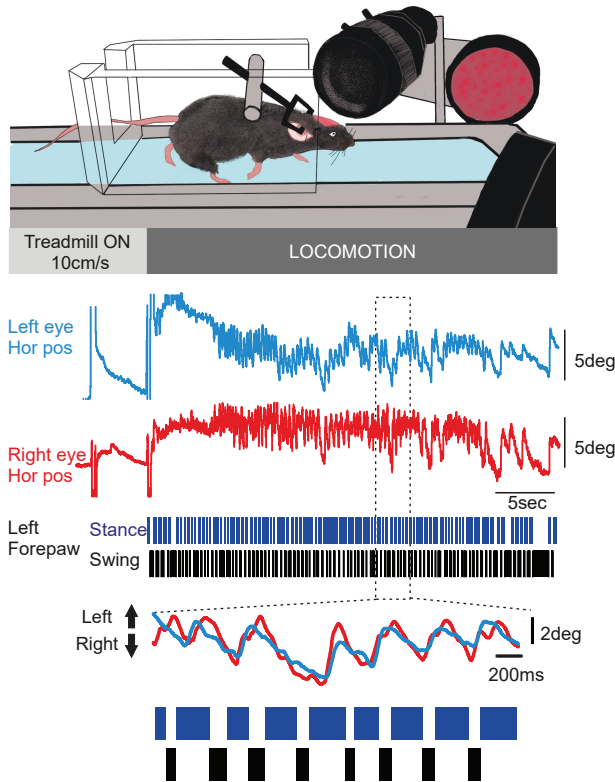 Treadmill ON
10cm/s
LOCOMOTION
Left eye
Hor pos
5deg
Right eye
Hor pos
5deg
5sec
Left
Forepaw
Stance
Swing
Left
Right
2deg
200ms